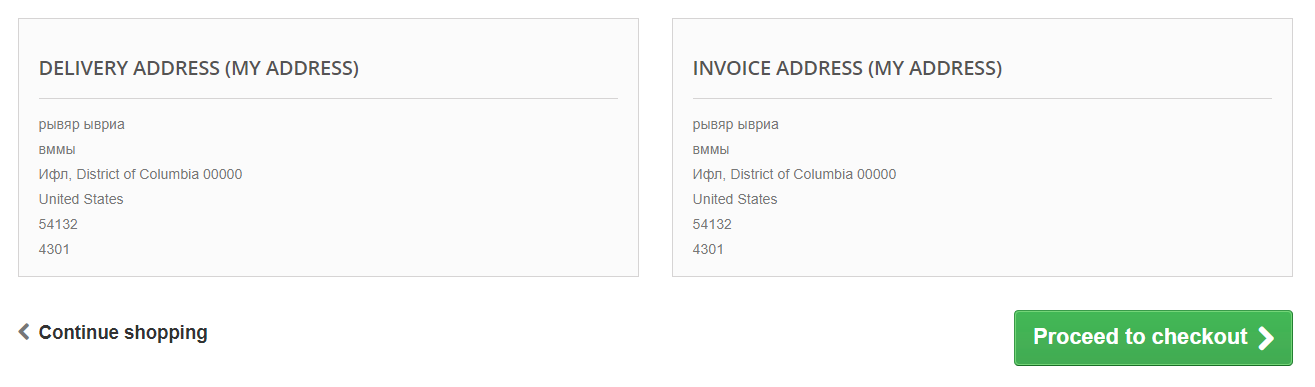 DELIVERY ADDRESS (MY ADDRESS)
рывяр ывриа
вммы
Ифл, District of Columbia 00000
United States
54132
4301
INVOICE ADDRESS (MY ADDRESS)
рывяр ывриа
вммы
Ифл, District of Columbia 00000
United States
54132
4301
Continue shopping
Proceed to checkout